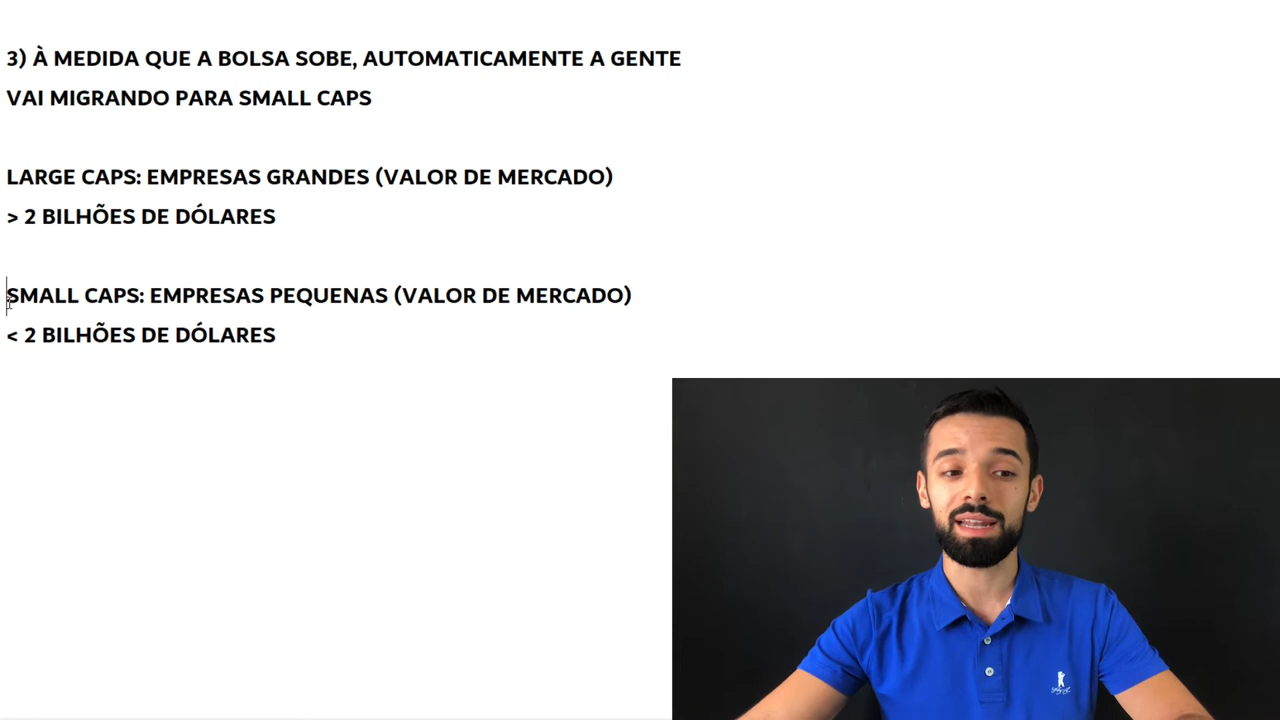 3) À MEDIDA QUE A BOLSA SOBE, AUTOMATICAMENTE A GENTE
VAI MIGRANDO PARA SMALL CAPS
LARGE CAPS: EMPRESAS GRANDES (VALOR DE MERCADO)
> 2 BILHÕES DE DÓLARES
SMALL CAPS: EMPRESAS PEQUENAS (VALOR DE MERCADO)
< 2 BILHÕES DE DÓLARES